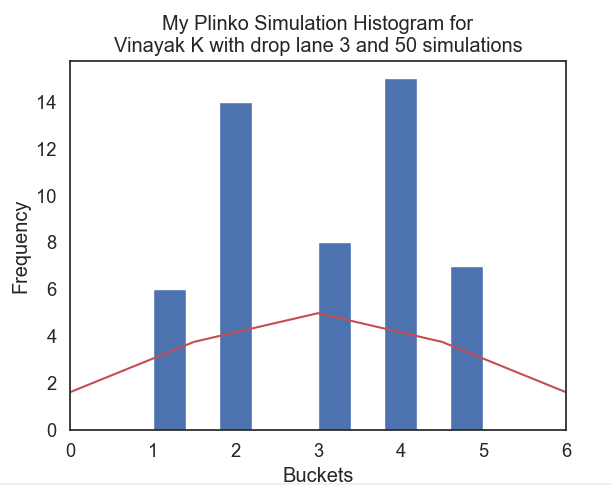 My Plinko Simulation Histogram for
Vinayak K with drop lane 3 and 50 simulations
14
12
10
8
6
4
2
0
Frequency
0 1 2 3 4 5 6
Buckets